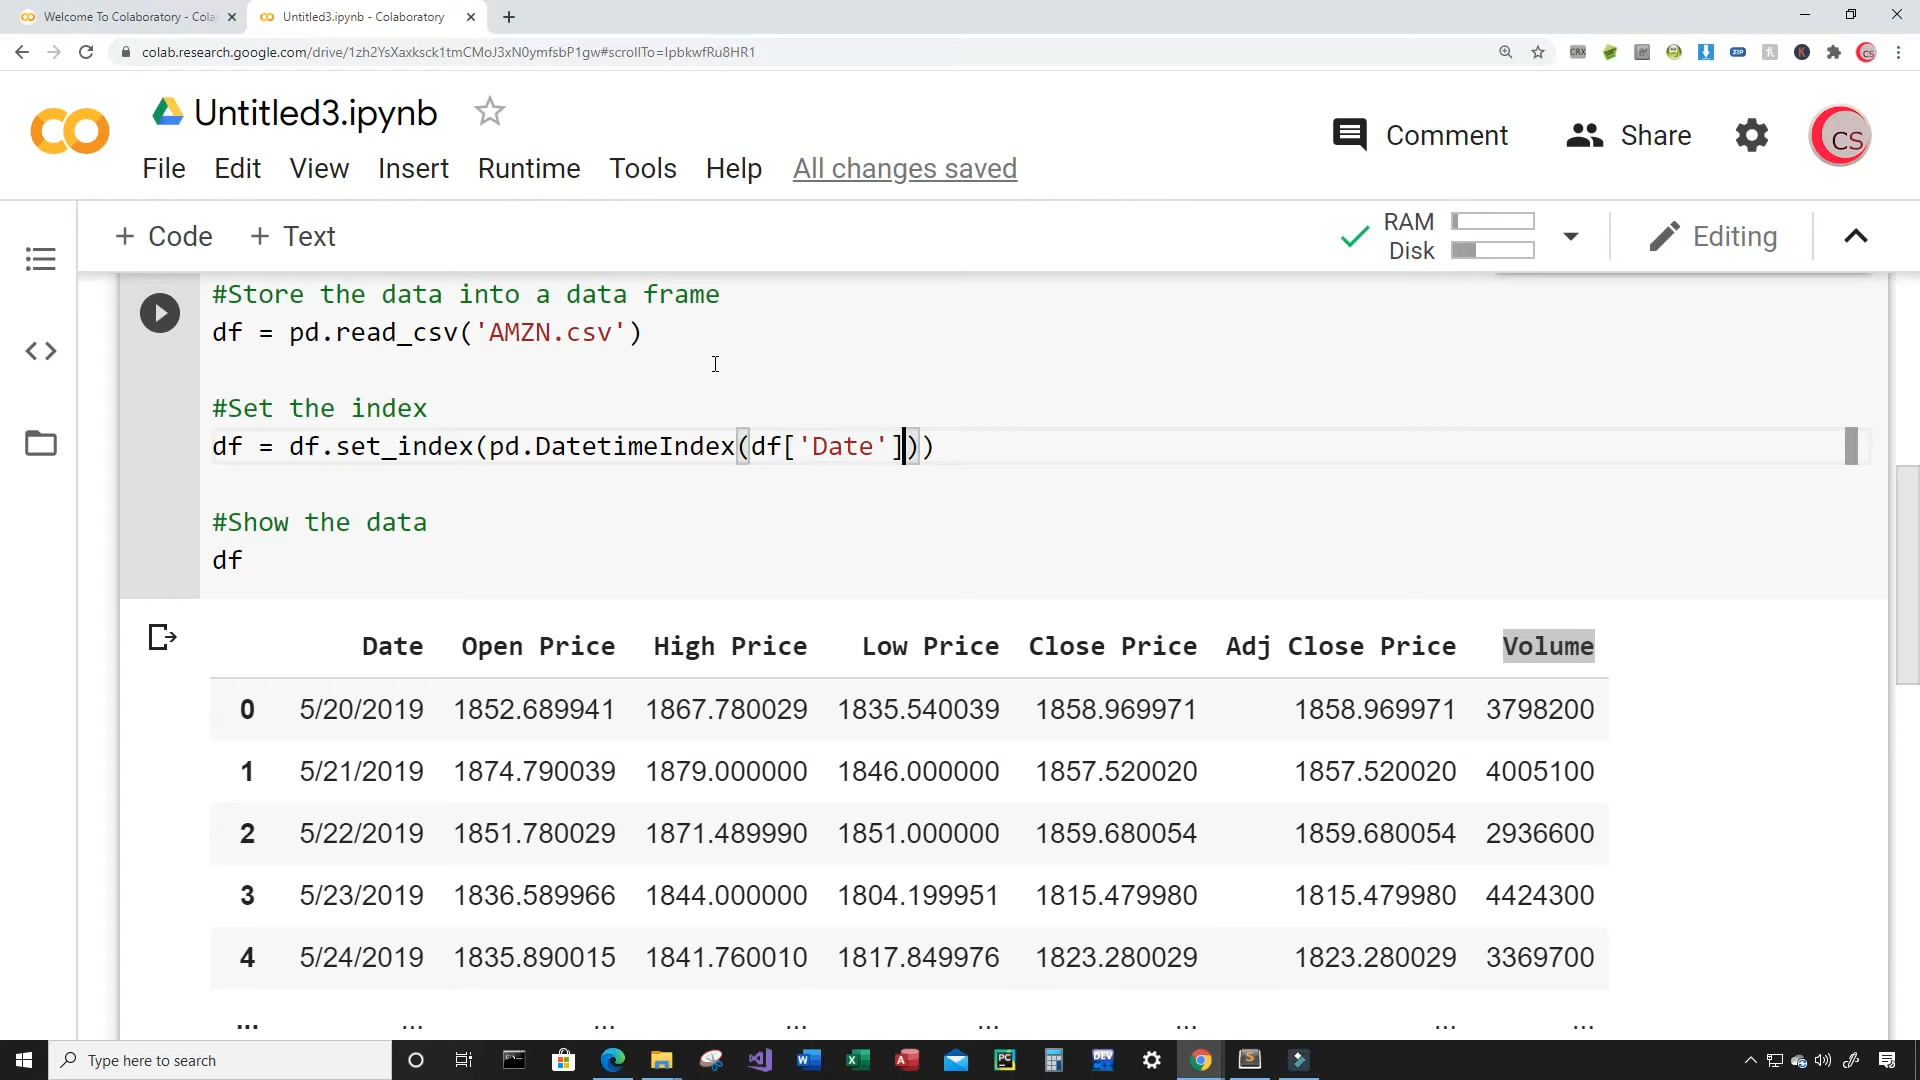 Welcome To Colaboratory - Cola
Untitled3.ipynb - Colaboratory
colab.research.google.com/drive/1zh2YsXaxksck1tmCMoJ3xN0ymfsbP1gw#scrollTo=IpbkwfRu8HR1
CO Untitled3.ipynb
Comment Share CS
File Edit View Insert Runtime Tools Help All changes saved
+ Code + Text
RAM
Disk
Editing
#Store the data into a data frame
df = pd.read_csv('AMZN.csv')
#Set the index
df = df.set_index(pd.DatetimeIndex(df['Date']))
#Show the data
df
Date Open Price High Price Low Price Close Price Adj Close Price Volume
0 5/20/2019 1852.689941 1867.780029 1835.540039 1858.969971 1858.969971 3798200
1 5/21/2019 1874.790039 1879.000000 1846.000000 1857.520020 1857.520020 4005100
2 5/22/2019 1851.780029 1871.489990 1851.000000 1859.680054 1859.680054 2936600
3 5/23/2019 1836.589966 1844.000000 1804.199951 1815.479980 1815.479980 4424300
4 5/24/2019 1835.890015 1841.760010 1817.849976 1823.280029 1823.280029 3369700
... ... ... ... ... ... ... ...
Type here to search